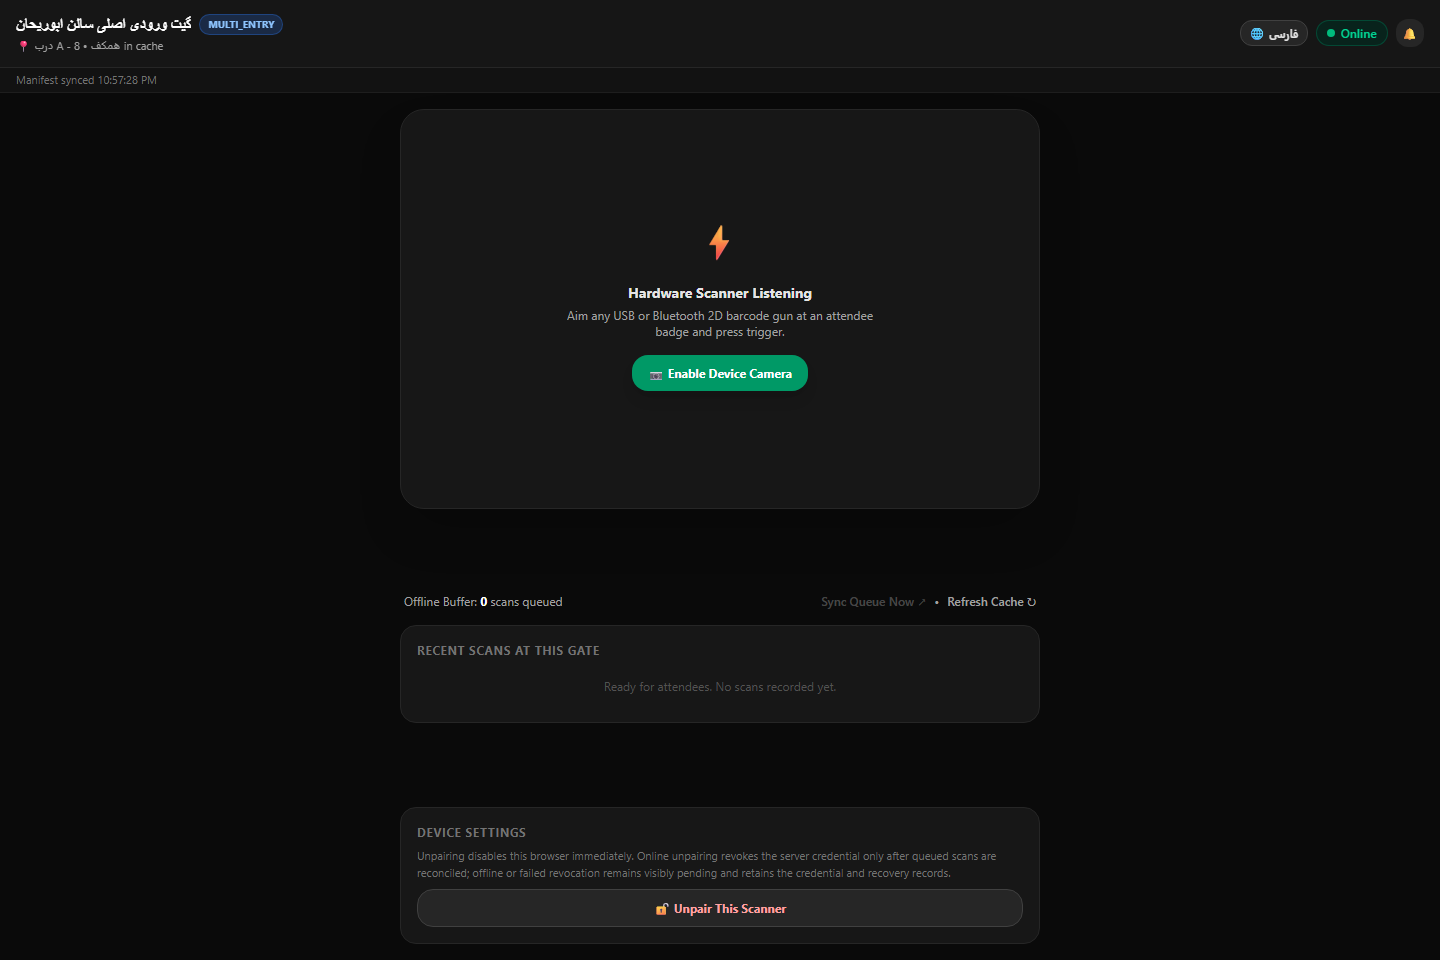 گیت ورودی اصلی سالن ابوریحان MULTI_ENTRY
📍 درب A - همکف • 8 in cache
🌐 فارسی
Online
Manifest synced 10:57:28 PM
Hardware Scanner Listening
Aim any USB or Bluetooth 2D barcode gun at an attendee
badge and press trigger.
Enable Device Camera
Offline Buffer: 0 scans queued
Sync Queue Now ↗ • Refresh Cache ↻
RECENT SCANS AT THIS GATE
Ready for attendees. No scans recorded yet.
DEVICE SETTINGS
Unpairing disables this browser immediately. Online unpairing revokes the server credential only after queued scans are
reconciled; offline or failed revocation remains visibly pending and retains the credential and recovery records.
Unpair This Scanner